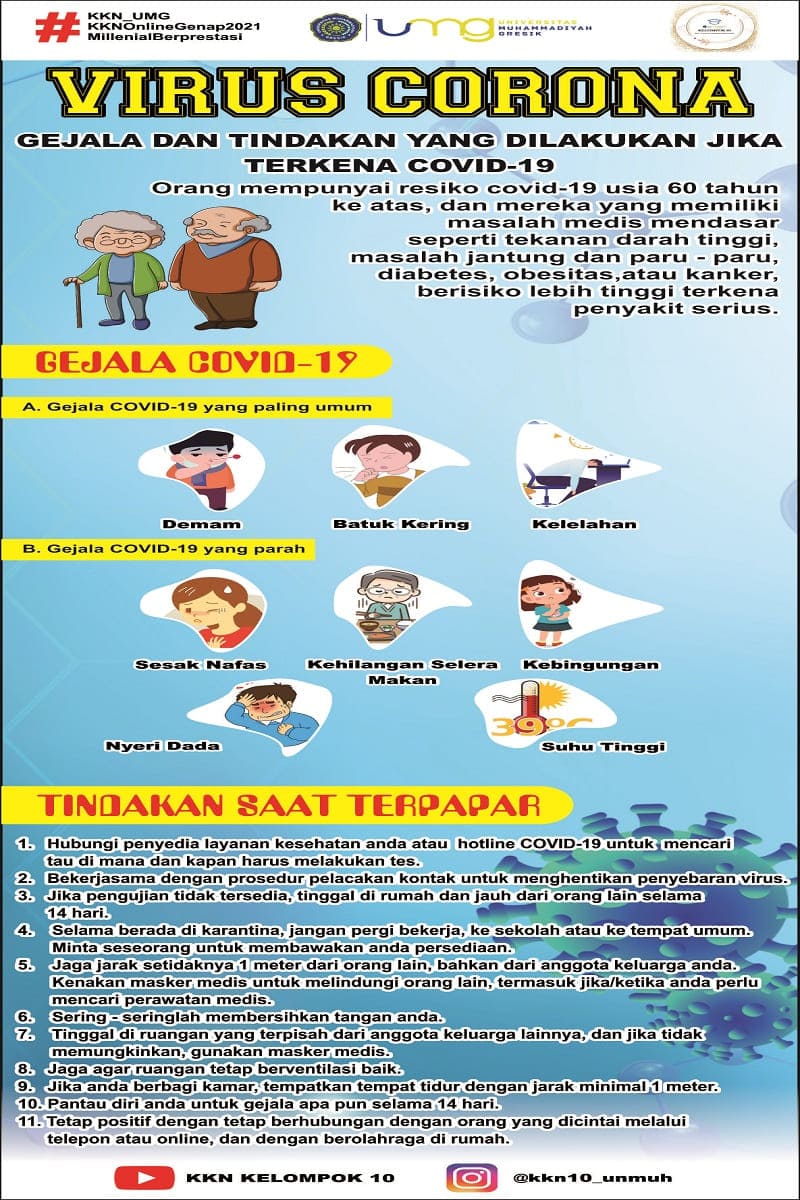 # KKN_UMG
KKNOnlineGenap2021
MillenialBerprestasi
umg UNIVERSITAS
MUHAMMADIYAH
GRESIK
VIRUS CORONA
GEJALA DAN TINDAKAN YANG DILAKUKAN JIKA
TERKENA COVID-19
Orang mempunyai resiko covid-19 usia 60 tahun
ke atas, dan mereka yang memiliki
masalah medis mendasar
seperti tekanan darah tinggi,
masalah jantung dan paru - paru,
diabetes, obesitas,atau kanker,
berisiko lebih tinggi terkena
penyakit serius.
GEJALA COVID-19
A. Gejala COVID-19 yang paling umum
Demam
Batuk Kering
Kelelahan
B. Gejala COVID-19 yang parah
Sesak Nafas
Kehilangan Selera
Makan
Kebingungan
39°C
Nyeri Dada
Suhu Tinggi
TINDAKAN SAAT TERPAPAR
1. Hubungi penyedia layanan kesehatan anda atau hotline COVID-19 untuk mencari
tau di mana dan kapan harus melakukan tes.
2. Bekerjasama dengan prosedur pelacakan kontak untuk menghentikan penyebaran virus.
3. Jika pengujian tidak tersedia, tinggal di rumah dan jauh dari orang lain selama
14 hari.
4. Selama berada di karantina, jangan pergi bekerja, ke sekolah atau ke tempat umum.
Minta seseorang untuk membawakan anda persediaan.
5. Jaga jarak setidaknya 1 meter dari orang lain, bahkan dari anggota keluarga anda.
Kenakan masker medis untuk melindungi orang lain, termasuk jika/ketika anda perlu
mencari perawatan medis.
6. Sering - seringlah membersihkan tangan anda.
7. Tinggal di ruangan yang terpisah dari anggota keluarga lainnya, dan jika tidak
memungkinkan, gunakan masker medis.
8. Jaga agar ruangan tetap berventilasi baik.
9. Jika anda berbagi kamar, tempatkan tempat tidur dengan jarak minimal 1 meter.
10. Pantau diri anda untuk gejala apa pun selama 14 hari.
11. Tetap positif dengan tetap berhubungan dengan orang yang dicintai melalui
telepon atau online, dan dengan berolahraga di rumah.
KKN KELOMPOK 10
@kkn10_unmuh